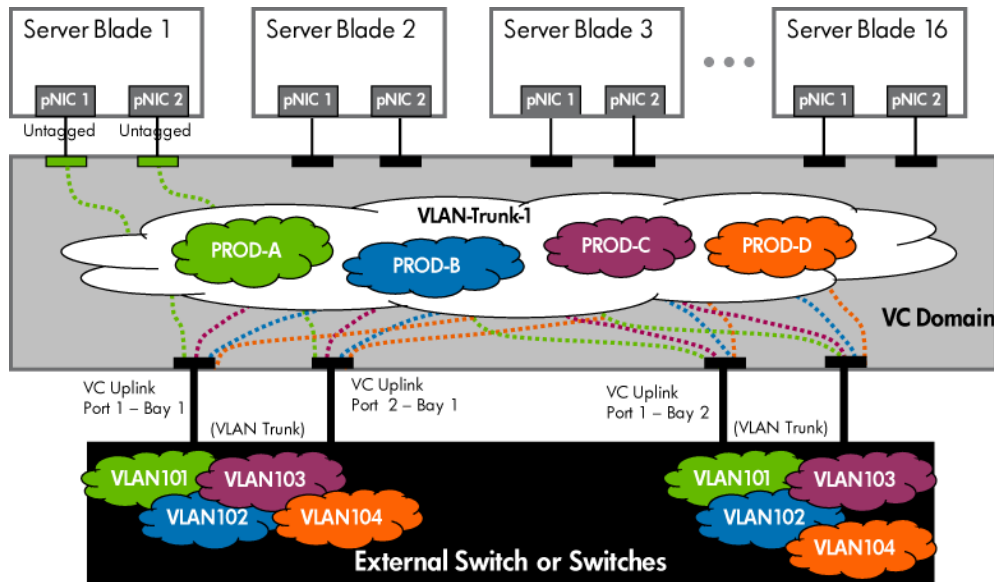 Server Blade 1
Server Blade 2
Server Blade 3
Server Blade 16
pNIC 1
pNIC 2
pNIC 1
pNIC 2
pNIC 1
pNIC 2
pNIC 1
pNIC 2
Untagged
Untagged
VLAN-Trunk-1
PROD-A
PROD-B
PROD-C
PROD-D
VC Domain
VC Uplink
Port 1 – Bay 1
VC Uplink
Port 2 – Bay 1
VC Uplink
Port 1 – Bay 2
(VLAN Trunk)
(VLAN Trunk)
VLAN101
VLAN103
VLAN102
VLAN104
VLAN101
VLAN103
VLAN102
VLAN104
External Switch or Switches